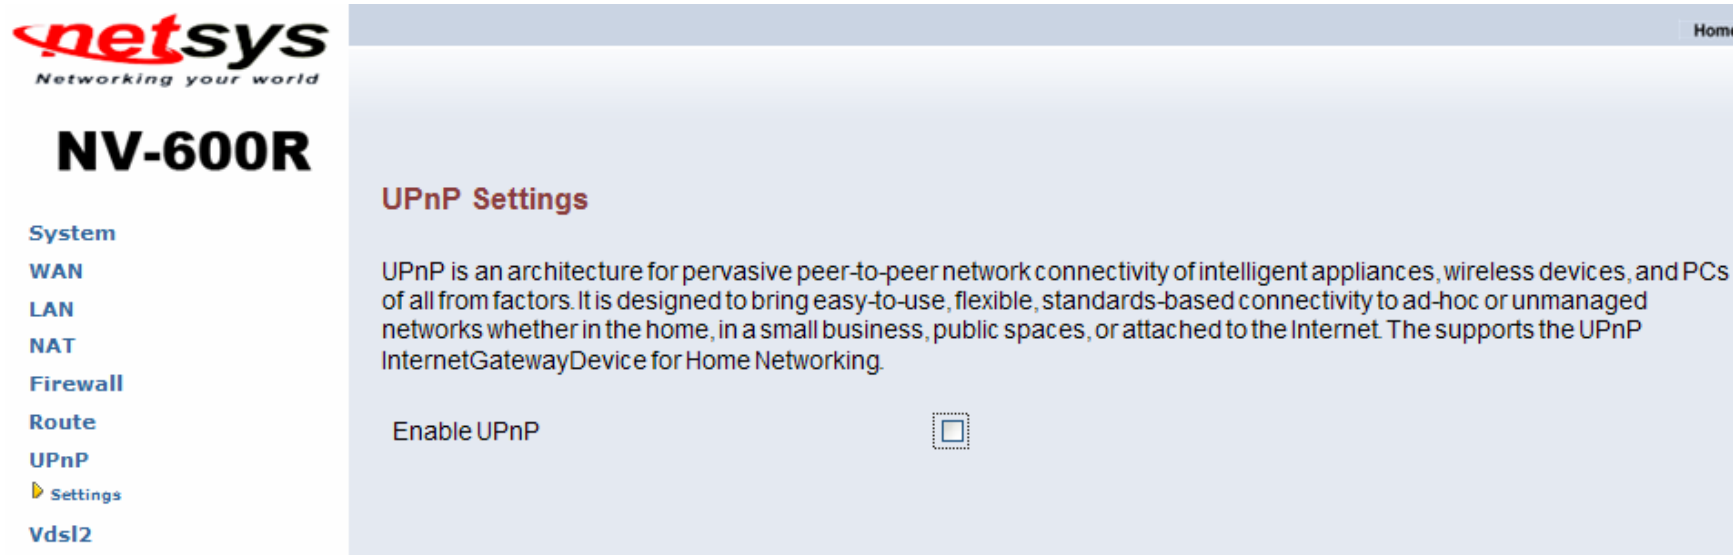 netsys
Networking your world
Home
NV-600R
System
WAN
LAN
NAT
Firewall
Route
UPnP
Settings
Vdsl2
UPnP Settings
UPnP is an architecture for pervasive peer-to-peer network connectivity of intelligent appliances, wireless devices, and PCs
of all from factors. It is designed to bring easy-to-use, flexible, standards-based connectivity to ad-hoc or unmanaged
networks whether in the home, in a small business, public spaces, or attached to the Internet. The supports the UPnP
InternetGatewayDevice for Home Networking.
Enable UPnP